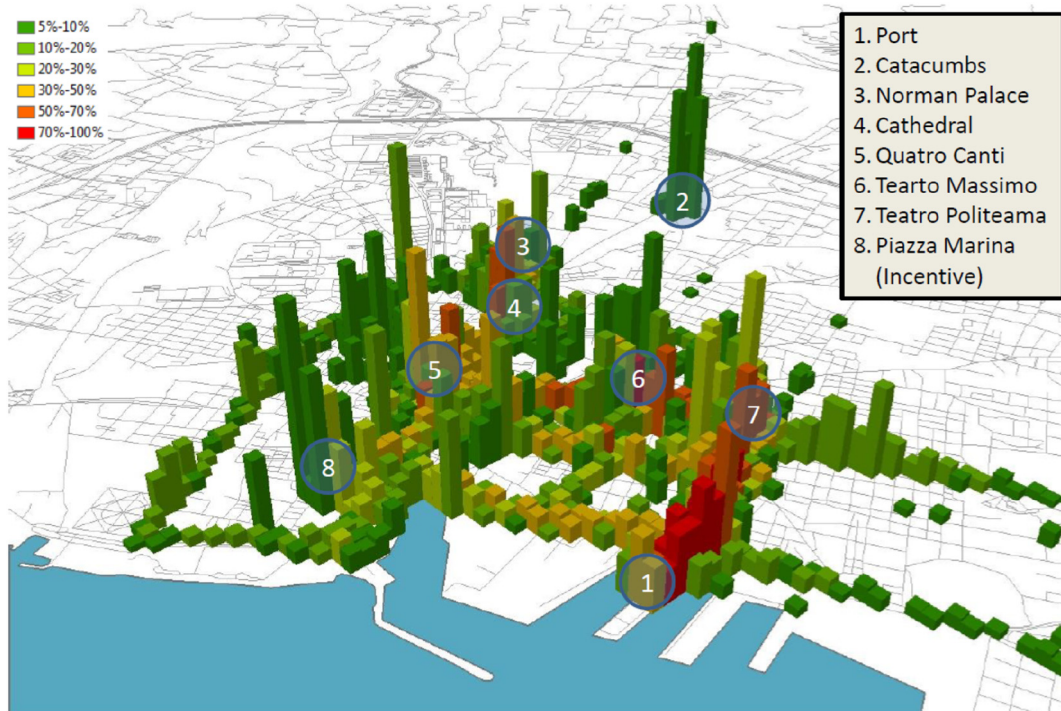 5%-10%
10%-20%
20%-30%
30%-50%
50%-70%
70%-100%
1. Port
2. Catacumbs
3. Norman Palace
4. Cathedral
5. Quatro Canti
6. Tearto Massimo
7. Teatro Politeama
8. Piazza Marina
(Incentive)
2
3
4
5
6
7
8
1